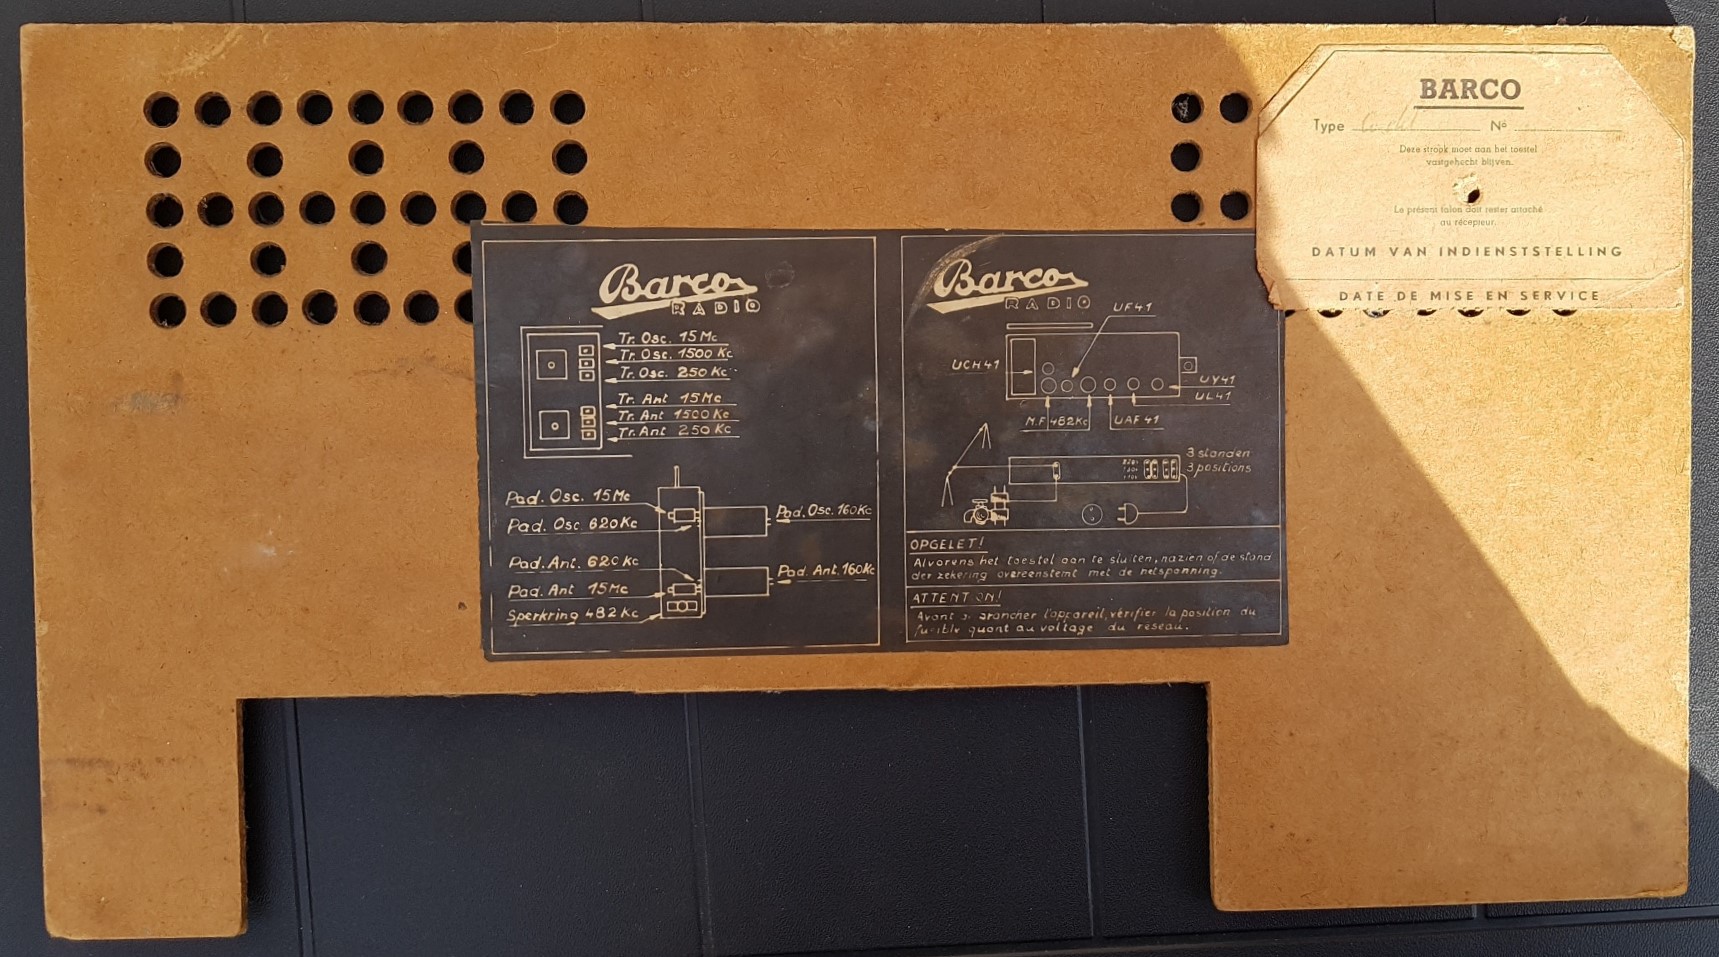 BARCO
Type No
Deze strook moet aan het toestel
vastgehecht blijven.
Le présent talon doit rester attaché
au récepteur.
DATUM VAN INDIENSTSTELLING
DATE DE MISE EN SERVICE
Barco
RADIO
Tr. Osc. 15 Mc
Tr. Osc. 1500 Kc
Tr. Osc. 250 Kc
Tr. Ant 15 Mc
Tr. Ant 1500 Kc
Tr. Ant 250 Kc
Pad. Osc. 15 Mc
Pad. Osc 620 Kc
Pad. Osc. 160 Kc
Pad. Ant. 620 Kc
Pad. Ant. 160 Kc
Pad. Ant 15 Mc
Sperkring 482 Kc
Barco
RADIO
UF41
UCH41
UY41
UL41
M.F. 482 Kc
UAF41
3 standen
3 positions
OPGELET!
Alvorens het toestel aan te sluiten, nazien of de stand
der zekering overeenstemt met de netspanning.
ATTENT ON!
Avant brancher l'appareil, vérifier la position du
fusible quant au voltage du réseau.